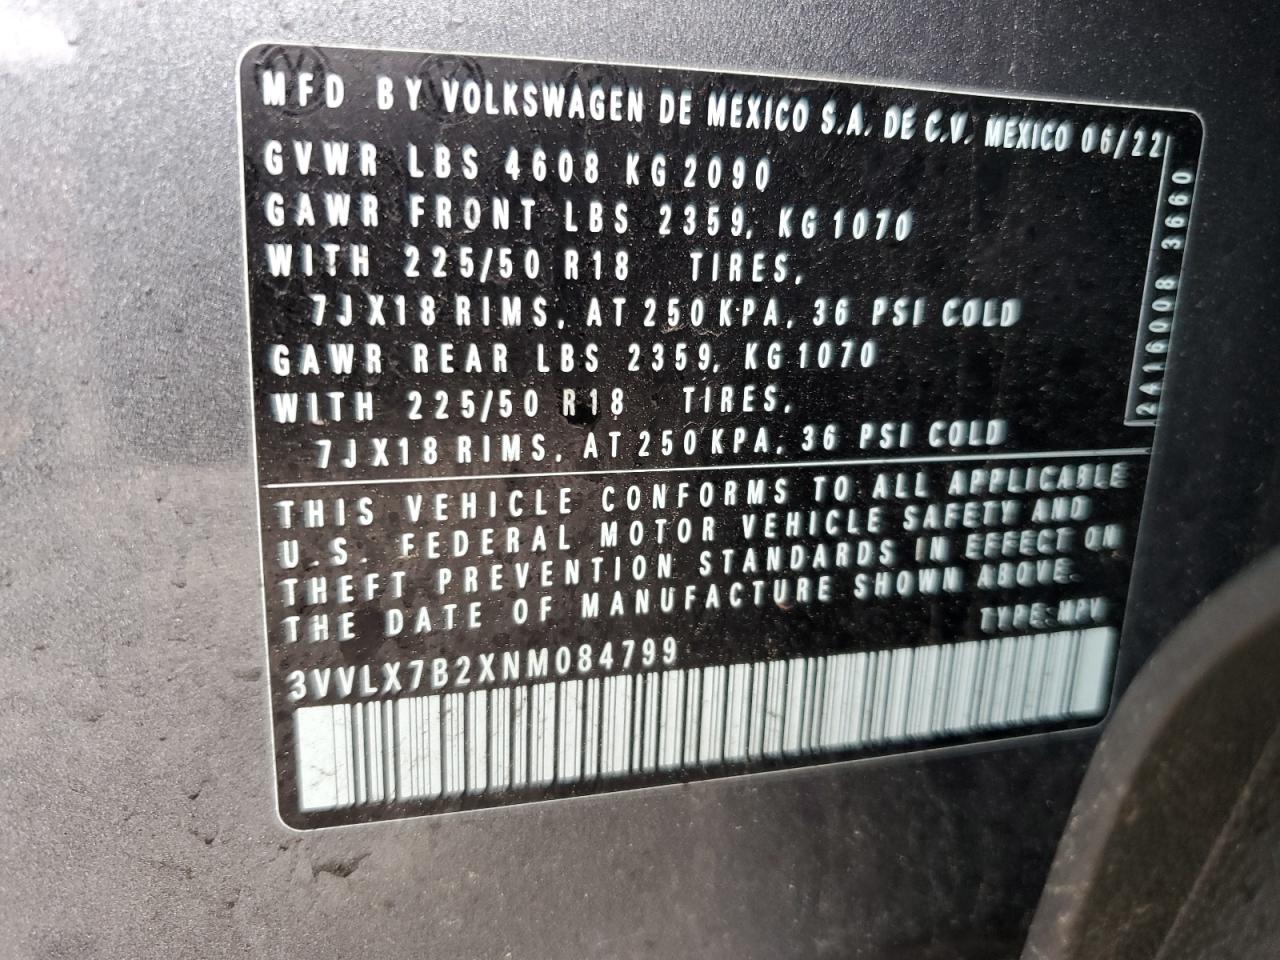 MFD BY VOLKSWAGEN DE MEXICO S.A. DE C.V. MEXICO 06/22
GVWR LBS 4608 KG 2090
GAWR FRONT LBS 2359, KG 1070
WITH 225/50 R18 TIRES,
7JX18 RIMS, AT 250 KPA, 36 PSI COLD
GAWR REAR LBS 2359, KG 1070
WITH 225/50 R18 TIRES,
7JX18 RIMS, AT 250 KPA, 36 PSI COLD
2A16008 3660
THIS VEHICLE CONFORMS TO ALL APPLICABLE
U.S. FEDERAL MOTOR VEHICLE SAFETY AND
THEFT PREVENTION STANDARDS IN EFFECT ON
THE DATE OF MANUFACTURE SHOWN ABOVE.
TYPE: MPV
3VVLX7B2XNM084799